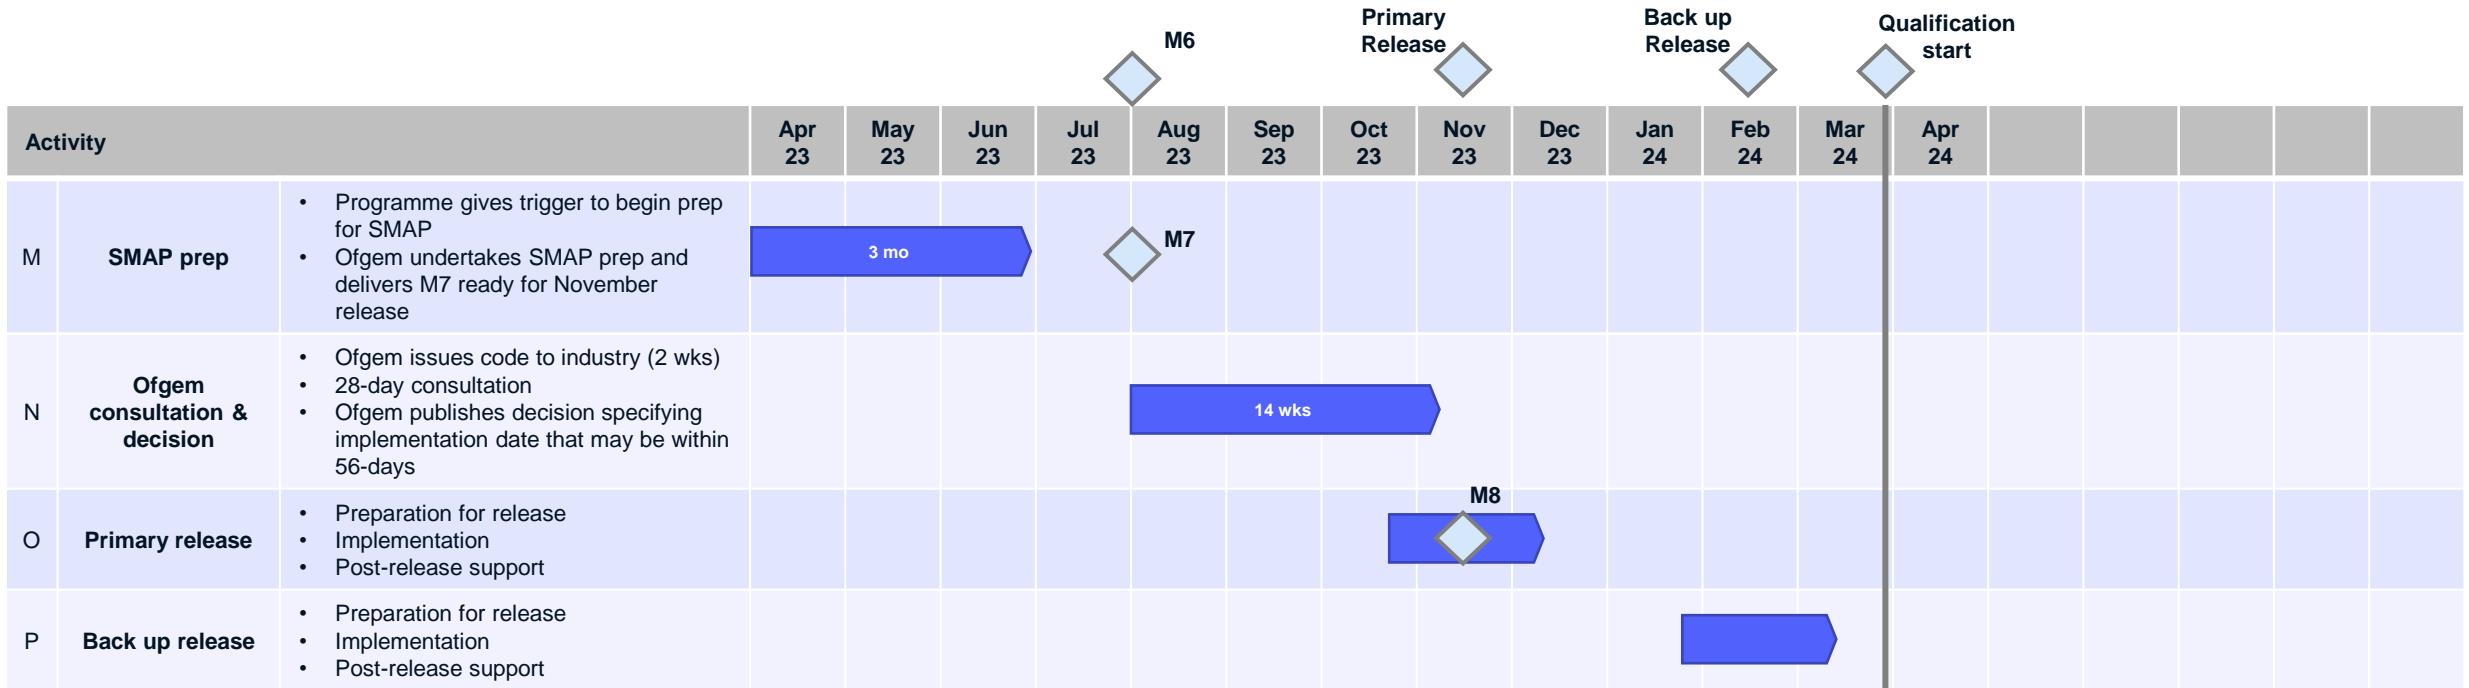 M6
Primary
Release
Back up
Release
Qualification
start
Activity
Apr
23
May
23
Jun
23
Jul
23
Aug
23
Sep
23
Oct
23
Nov
23
Dec
23
Jan
24
Feb
24
Mar
24
Apr
24
M
SMAP prep
• Programme gives trigger to begin prep
for SMAP
• Ofgem undertakes SMAP prep and
delivers M7 ready for November
release
3 mo
M7
N
Ofgem
consultation &
decision
• Ofgem issues code to industry (2 wks)
• 28-day consultation
• Ofgem publishes decision specifying
implementation date that may be within
56-days
14 wks
O
Primary release
• Preparation for release
• Implementation
• Post-release support
M8
P
Back up release
• Preparation for release
• Implementation
• Post-release support